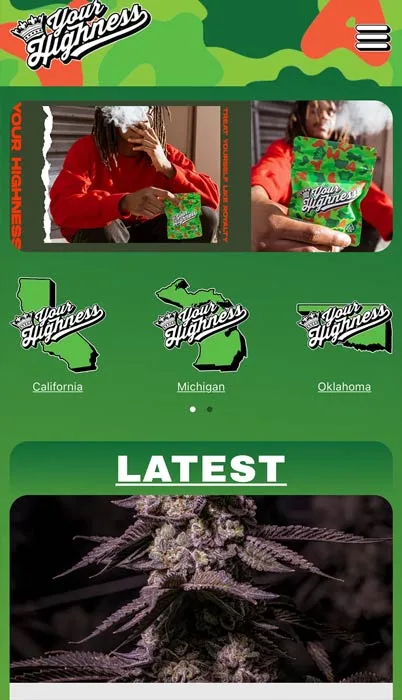 Your
Highness
YOUR HIGHNESS
TREAT YOURSELF LIKE ROYALTY
Your
Highness
Your
Highness
Your
Highness
Your
Highness
Your
Highness
California
Michigan
Oklahoma
LATEST